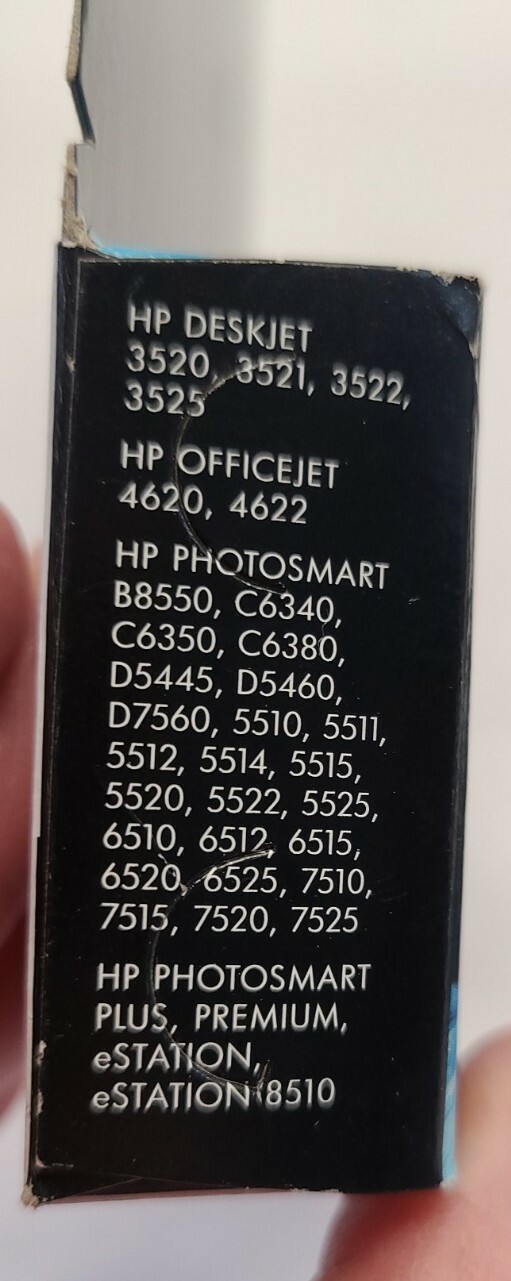 HP DESKJET
3520, 3521, 3522,
3525
HP OFFICEJET
4620, 4622
HP PHOTOSMART
B8550, C6340,
C6350, C6380,
D5445, D5460,
D7560, 5510, 5511,
5512, 5514, 5515,
5520, 5522, 5525,
6510, 6512, 6515,
6520, 6525, 7510,
7515, 7520, 7525
HP PHOTOSMART
PLUS, PREMIUM,
eSTATION,
eSTATION 8510